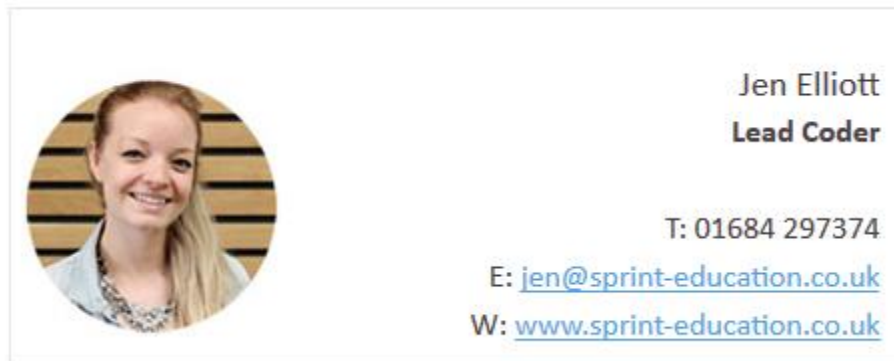 Jen Elliott
Lead Coder
T: 01684 297374
E: jen@sprint-education.co.uk
W: www.sprint-education.co.uk